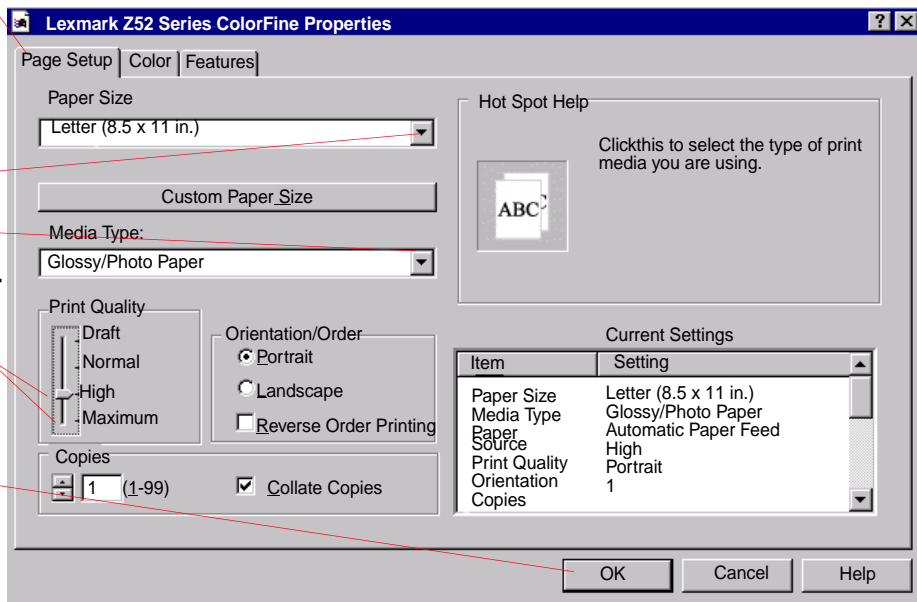 Lexmark Z52 Series ColorFine Properties
Page Setup Color Features
Paper Size
Letter (8.5 x 11 in.)
Custom Paper Size
Media Type:
Glossy/Photo Paper
Print Quality
Draft
Normal
High
Maximum
Orientation/Order
Portrait
Landscape
Reverse Order Printing
Copies
1 (1-99)
Collate Copies
Hot Spot Help
Clickthis to select the type of print
media you are using.
ABC
C
Current Settings
Item Setting
Paper Size Letter (8.5 x 11 in.)
Media Type Glossy/Photo Paper
Paper Source Automatic Paper Feed
Print Quality High
Orientation Portrait
Copies 1
OK Cancel Help